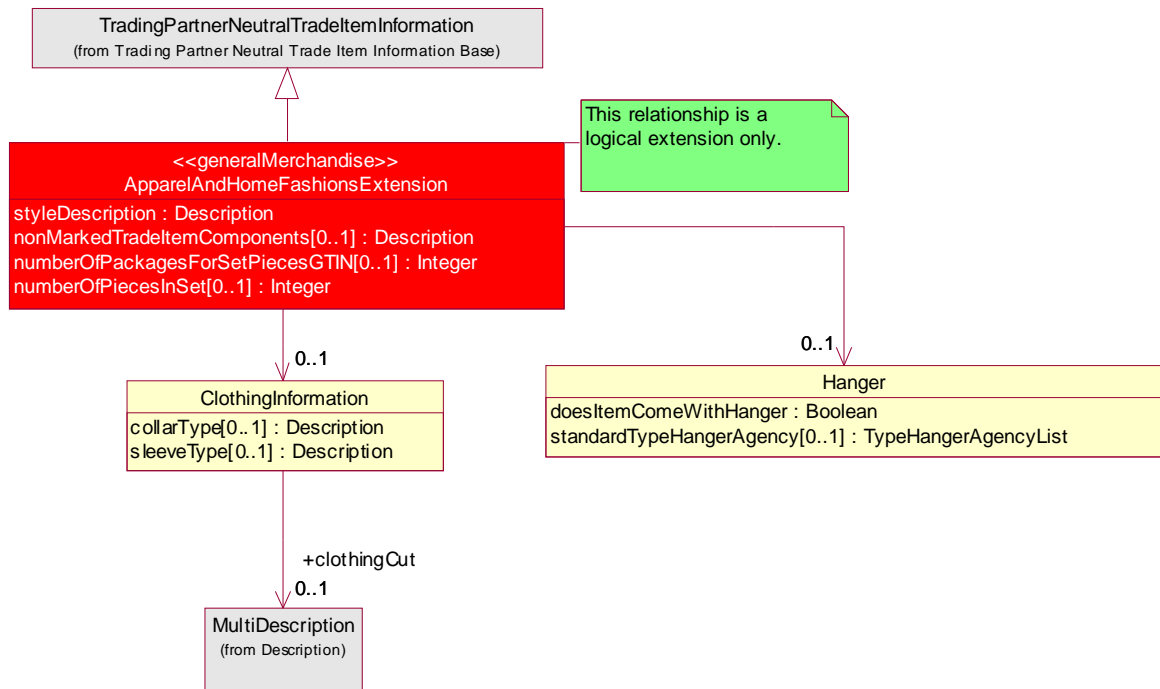 TradingPartnerNeutralTradeItemInformation
(from Trading Partner Neutral Trade Item Information Base)
This relationship is a
logical extension only.
<<generalMerchandise>>
ApparelAndHomeFashionsExtension
styleDescription : Description
nonMarkedTradeItemComponents[0..1] : Description
numberOfPackagesForSetPiecesGTIN[0..1] : Integer
numberOfPiecesInSet[0..1] : Integer
0..1
0..1
ClothingInformation
collarType[0..1] : Description
sleeveType[0..1] : Description
Hanger
doesItemComeWithHanger : Boolean
standardTypeHangerAgency[0..1] : TypeHangerAgencyList
+clothingCut
0..1
MultiDescription
(from Description)